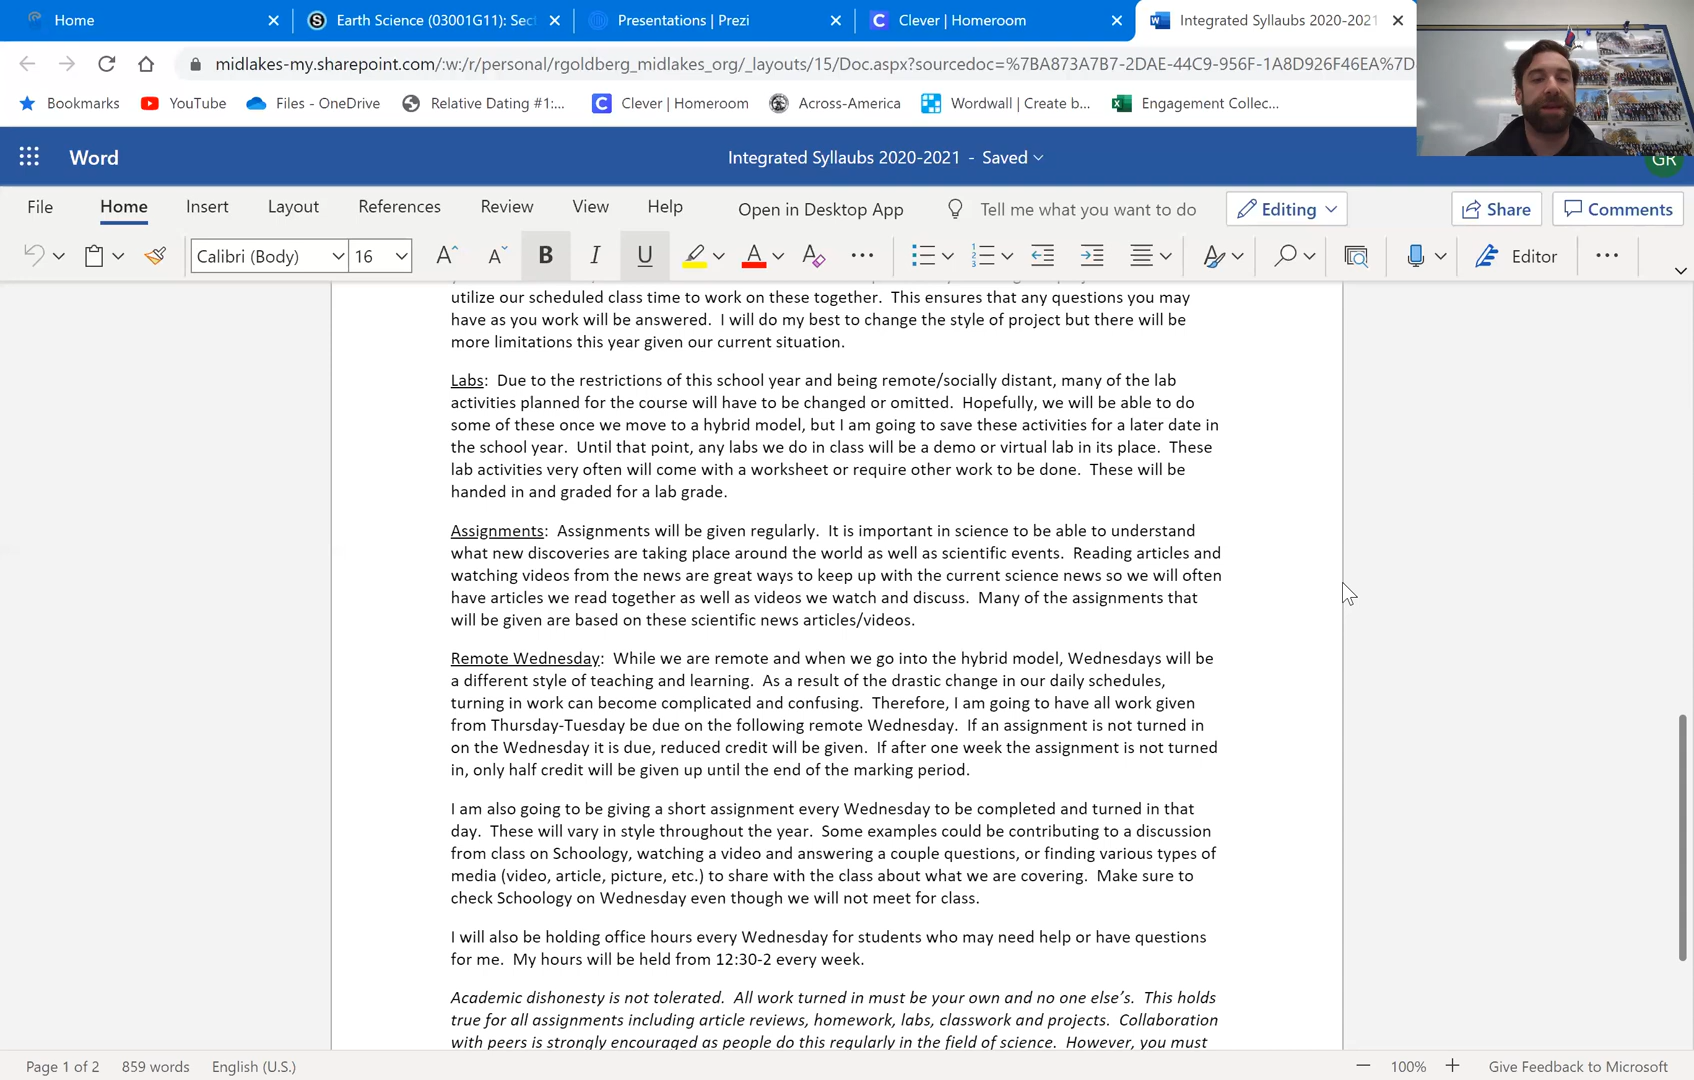 Home
Earth Science (03001G11): Sec
Presentations | Prezi
Clever | Homeroom
Integrated Syllaubs 2020-2021
midlakes-my.sharepoint.com/:w:/r/personal/rgoldberg_midlakes_org/_layouts/15/Doc.aspx?sourcedoc=%7BA873A7B7-2DAE-44C9-956F-1A8D926F46EA%7D
Bookmarks YouTube Files - OneDrive Relative Dating #1:... Clever | Homeroom Across-America Wordwall | Create b... Engagement Collec...
Word
Integrated Syllaubs 2020-2021 - Saved
GR
File Home Insert Layout References Review View Help Open in Desktop App Tell me what you want to do Editing Share Comments
Calibri (Body) 16 B I U Editor
utilize our scheduled class time to work on these together. This ensures that any questions you may
have as you work will be answered. I will do my best to change the style of project but there will be
more limitations this year given our current situation.
Labs: Due to the restrictions of this school year and being remote/socially distant, many of the lab
activities planned for the course will have to be changed or omitted. Hopefully, we will be able to do
some of these once we move to a hybrid model, but I am going to save these activities for a later date in
the school year. Until that point, any labs we do in class will be a demo or virtual lab in its place. These
lab activities very often will come with a worksheet or require other work to be done. These will be
handed in and graded for a lab grade.
Assignments: Assignments will be given regularly. It is important in science to be able to understand
what new discoveries are taking place around the world as well as scientific events. Reading articles and
watching videos from the news are great ways to keep up with the current science news so we will often
have articles we read together as well as videos we watch and discuss. Many of the assignments that
will be given are based on these scientific news articles/videos.
Remote Wednesday: While we are remote and when we go into the hybrid model, Wednesdays will be
a different style of teaching and learning. As a result of the drastic change in our daily schedules,
turning in work can become complicated and confusing. Therefore, I am going to have all work given
from Thursday-Tuesday be due on the following remote Wednesday. If an assignment is not turned in
on the Wednesday it is due, reduced credit will be given. If after one week the assignment is not turned
in, only half credit will be given up until the end of the marking period.
I am also going to be giving a short assignment every Wednesday to be completed and turned in that
day. These will vary in style throughout the year. Some examples could be contributing to a discussion
from class on Schoology, watching a video and answering a couple questions, or finding various types of
media (video, article, picture, etc.) to share with the class about what we are covering. Make sure to
check Schoology on Wednesday even though we will not meet for class.
I will also be holding office hours every Wednesday for students who may need help or have questions
for me. My hours will be held from 12:30-2 every week.
Academic dishonesty is not tolerated. All work turned in must be your own and no one else's. This holds
true for all assignments including article reviews, homework, labs, classwork and projects. Collaboration
with peers is strongly encouraged as people do this regularly in the field of science. However, you must
Page 1 of 2 859 words English (U.S.) 100% Give Feedback to Microsoft